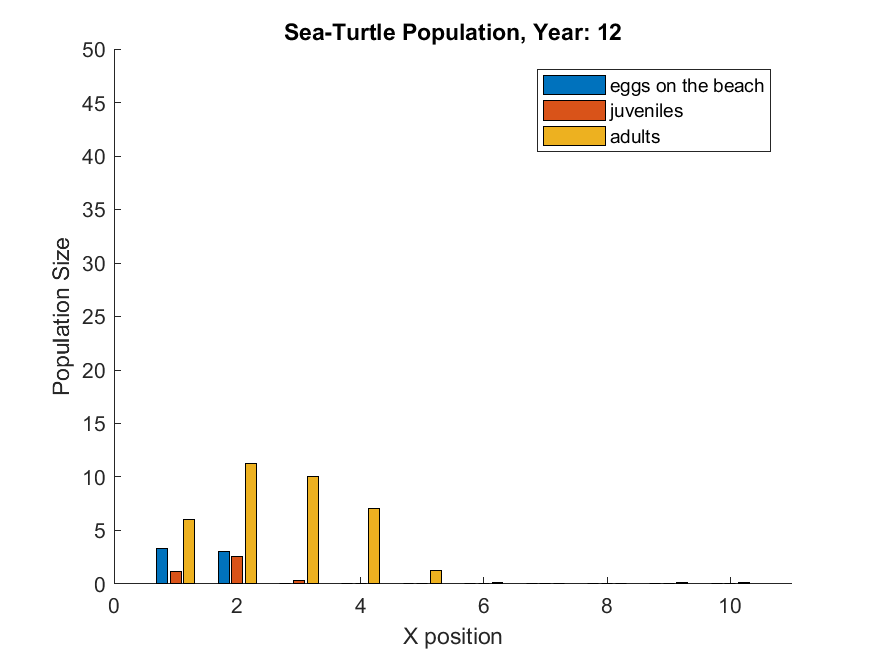 Sea-Turtle Population, Year: 12
50
45
40
35
30
25
20
15
10
5
0
Population Size
eggs on the beach
juveniles
adults
0 2 4 6 8 10
X position